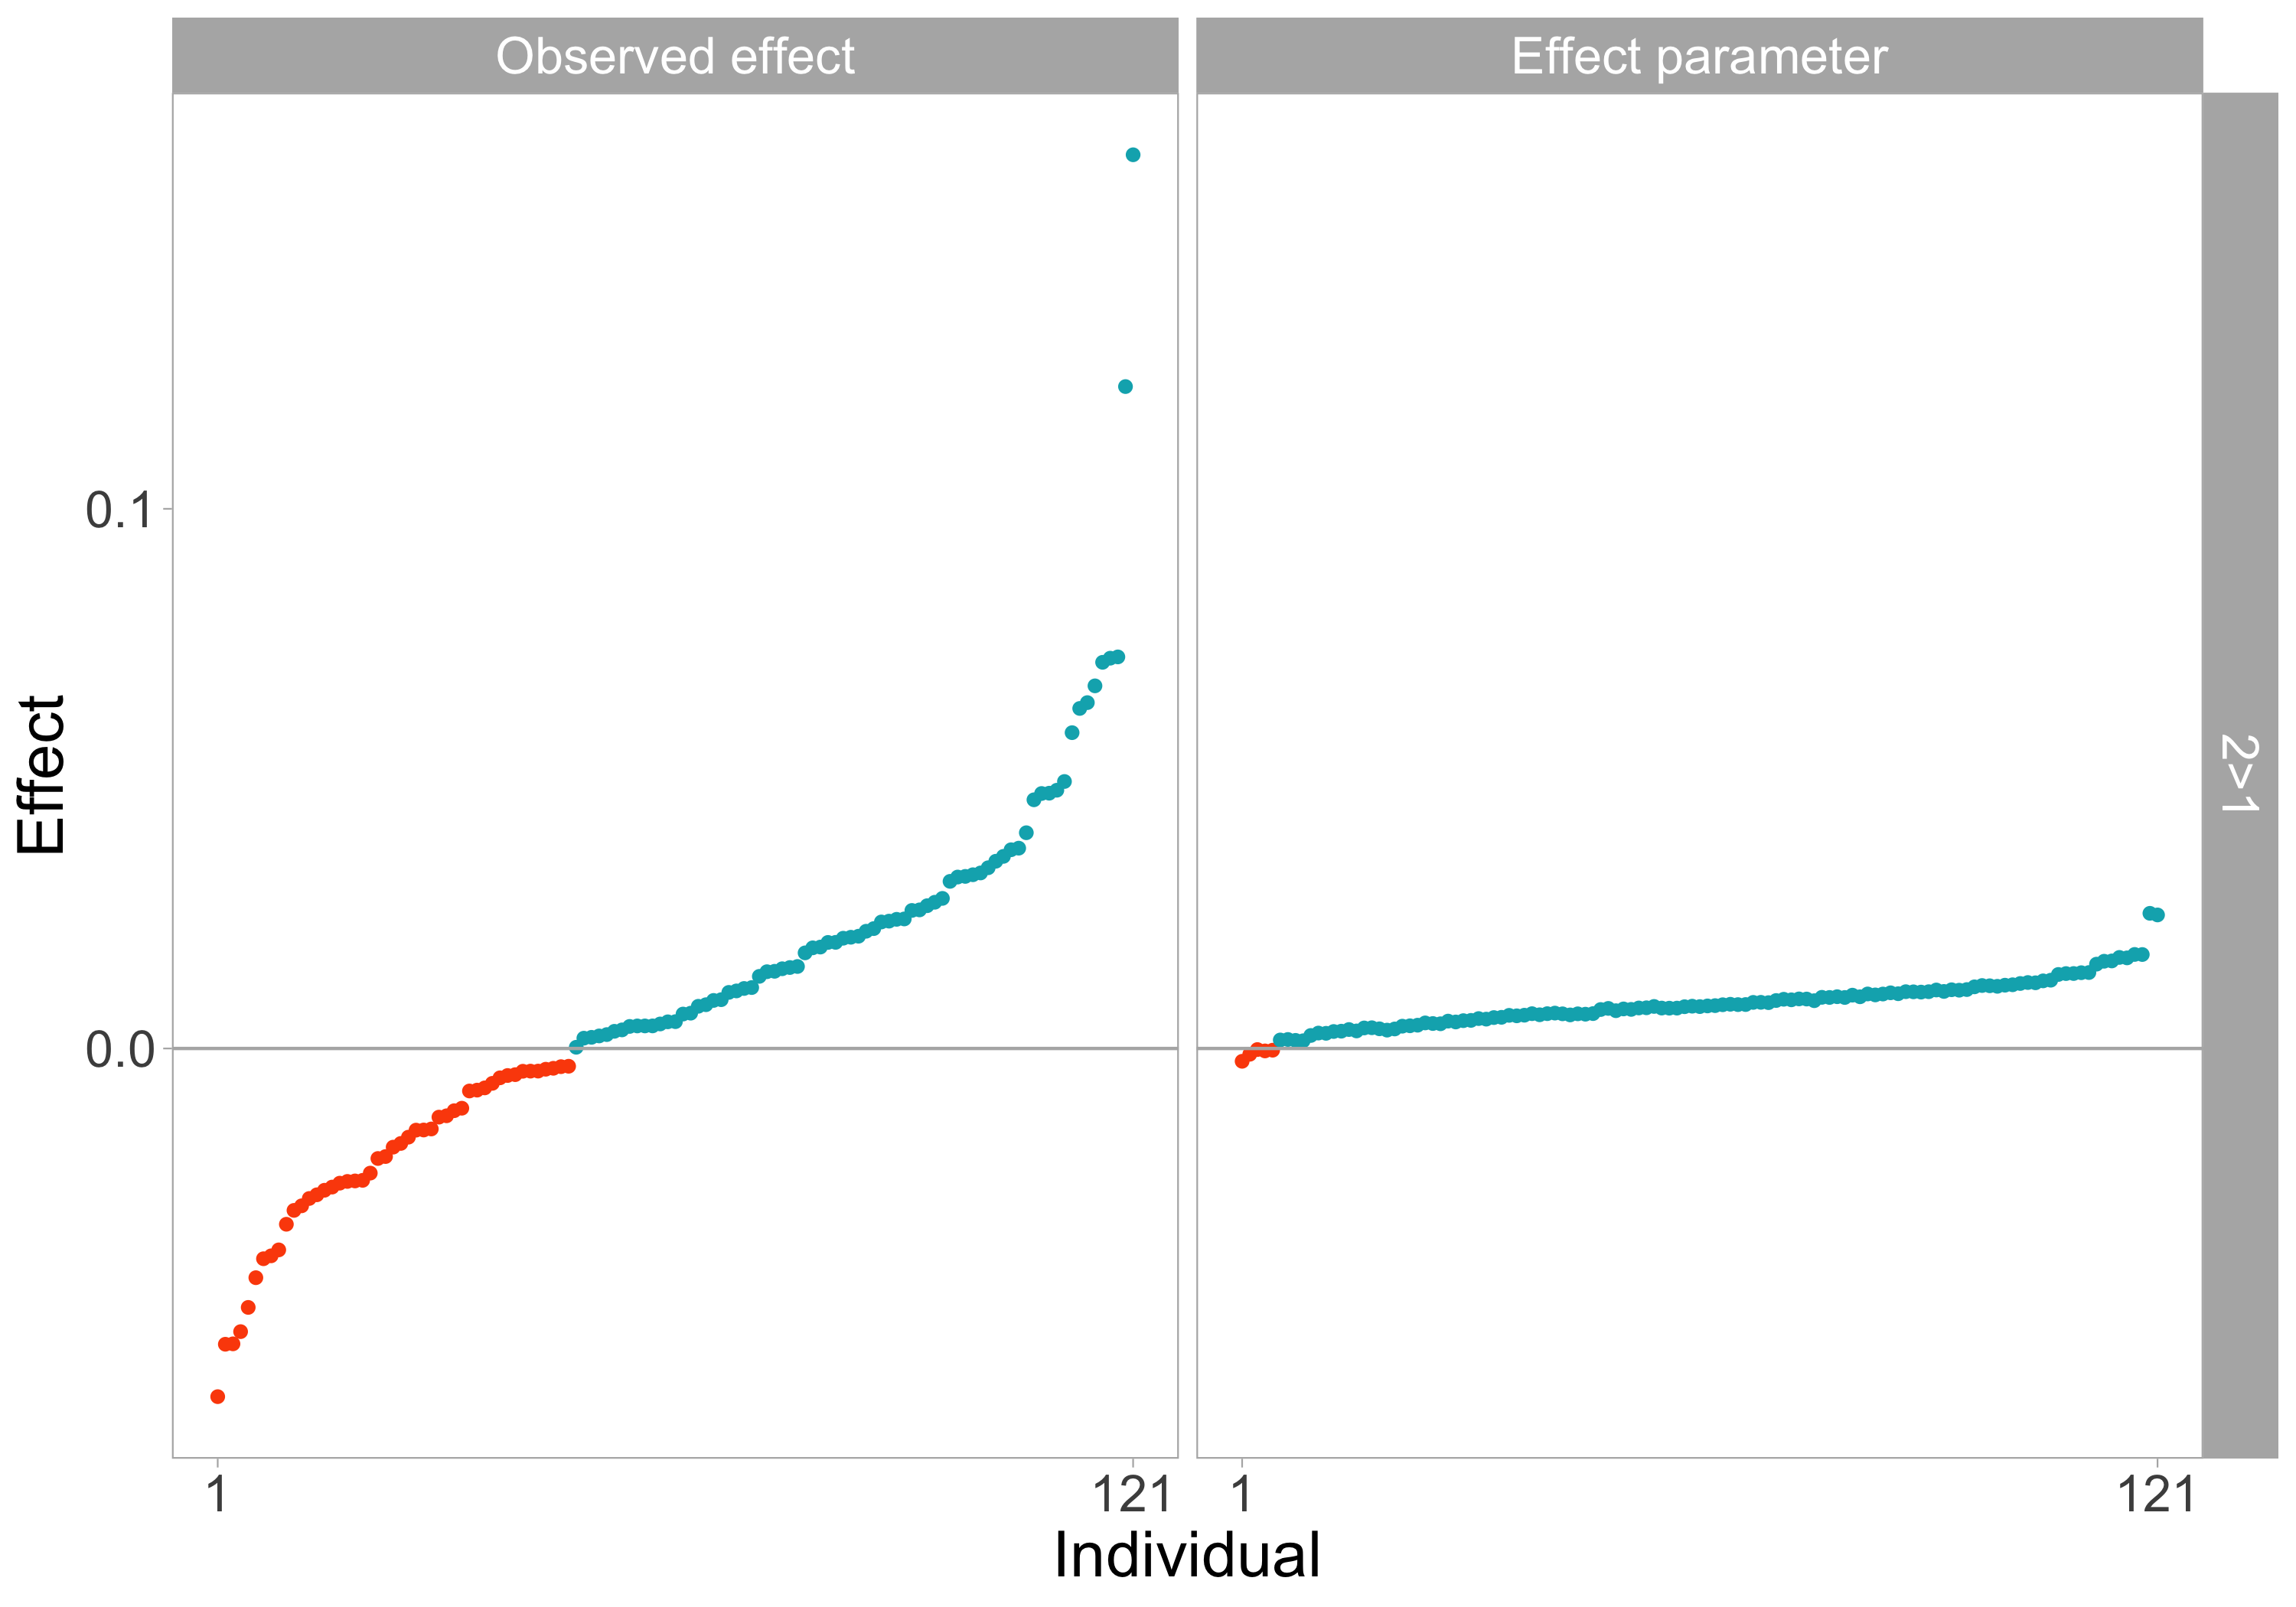 Observed effect
Effect parameter
Effect
0.1
0.0
2<1
1
121
1
121
Individual